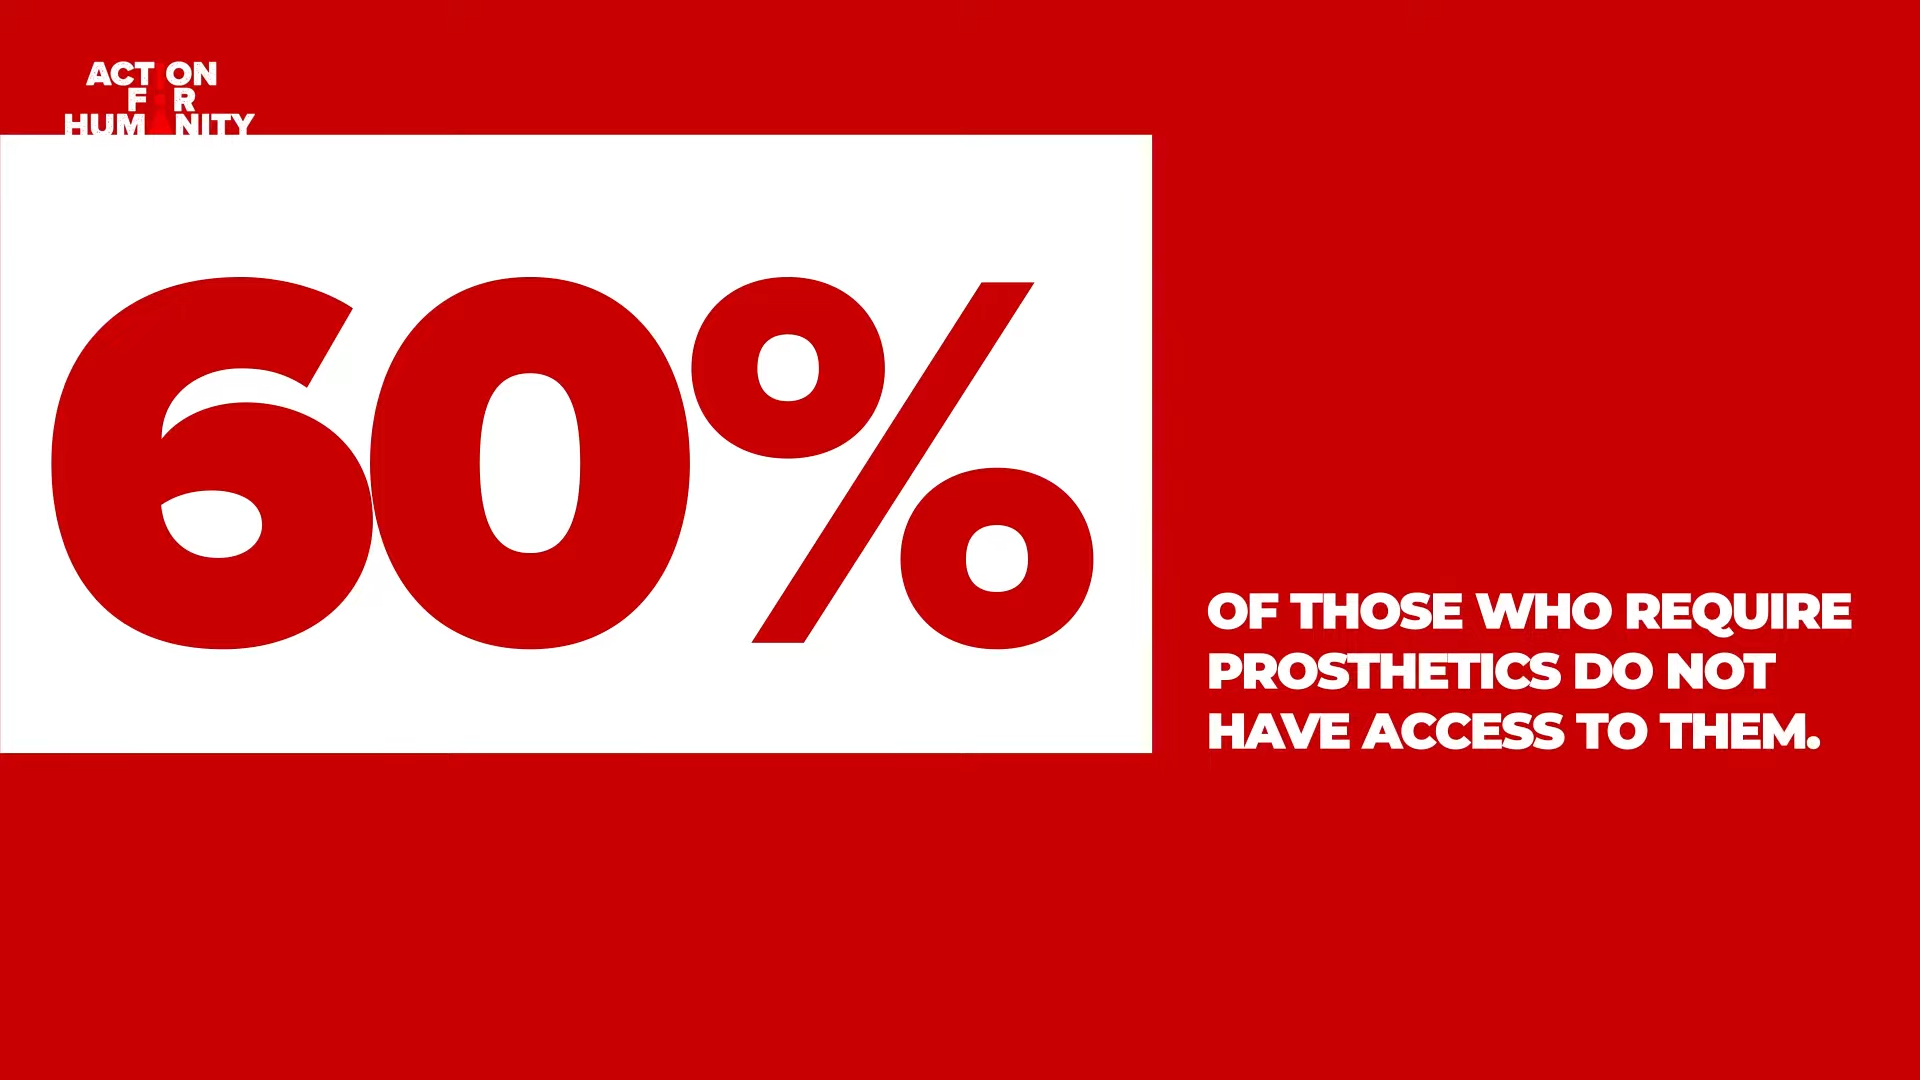 ACTION
FOR
HUMANITY
60%
OF THOSE WHO REQUIRE
PROSTHETICS DO NOT
HAVE ACCESS TO THEM.